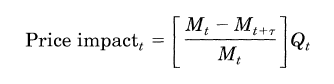 Price impact_t = [ (M_t − M_{t+τ}) / M_t ] Q_t